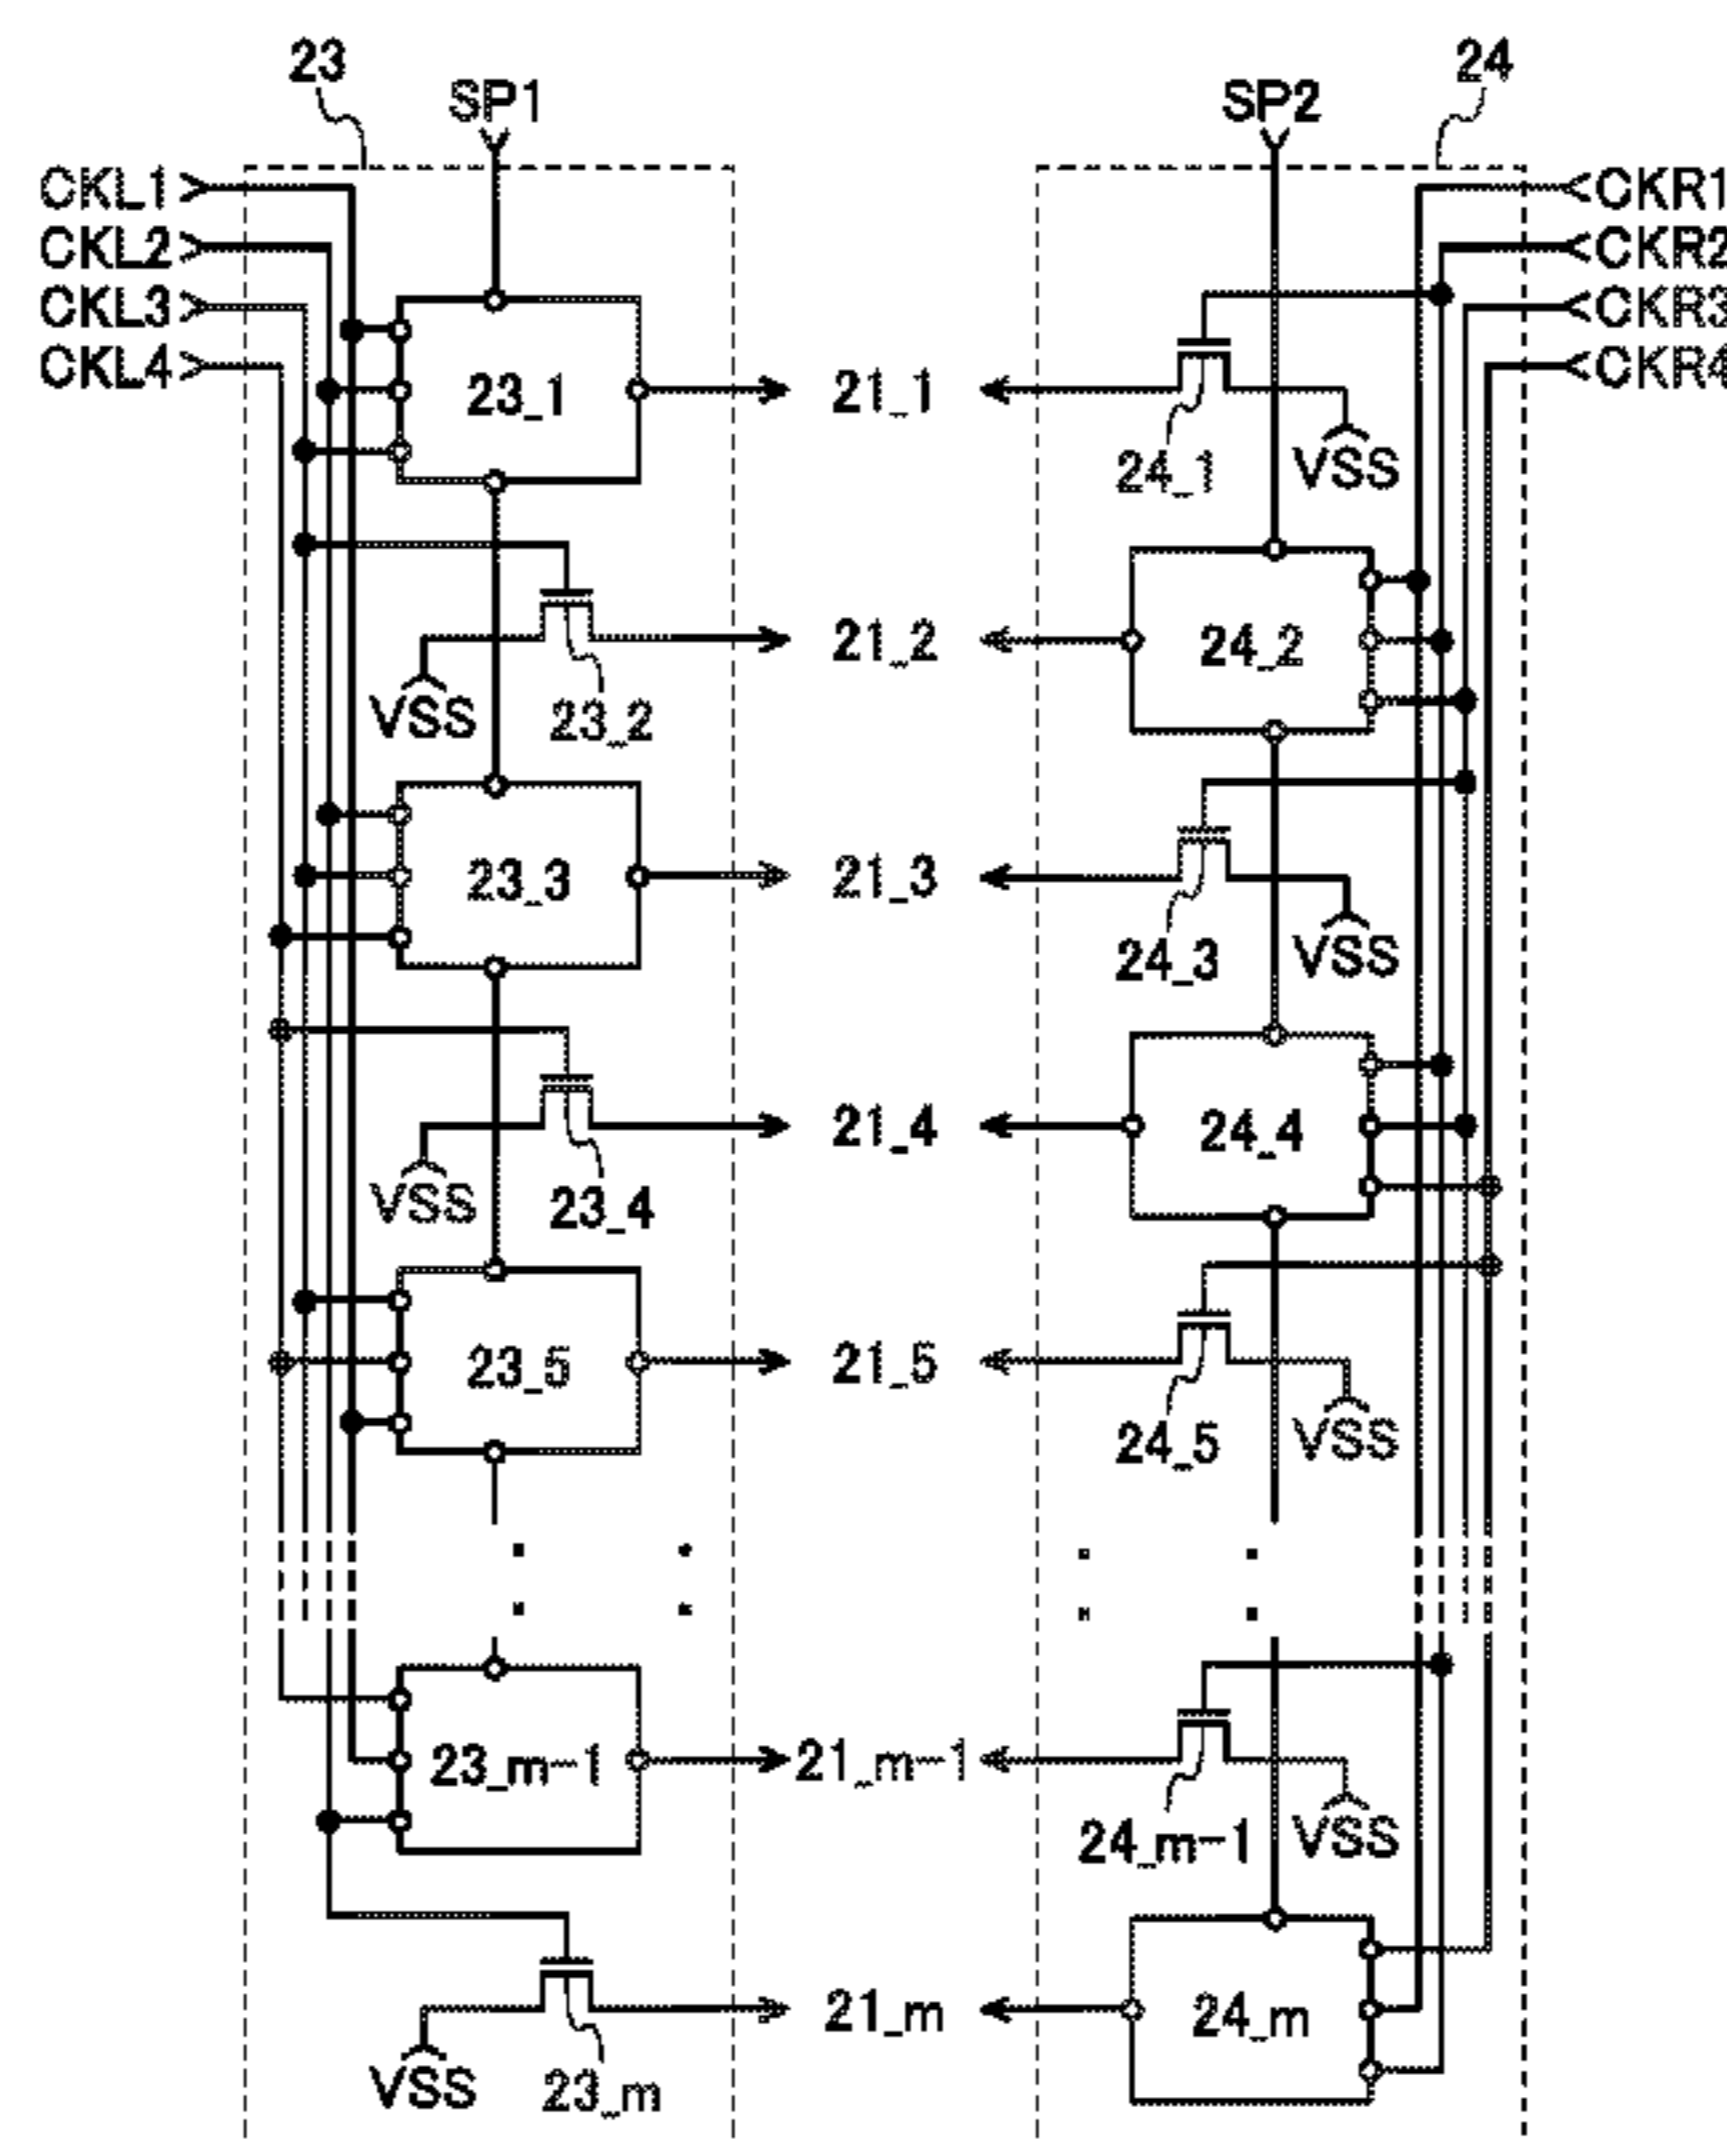 23
24
SP1
SP2
CKL1
CKR1
CKL2
CKR2
CKL3
CKR3
CKL4
CKR4
23_1
21_1
24_1
VSS
21_2
24_2
VSS
23_2
23_3
21_3
24_3
VSS
21_4
24_4
VSS
23_4
23_5
21_5
24_5
VSS
23_m-1
21_m-1
24_m-1
VSS
21_m
24_m
VSS
23_m